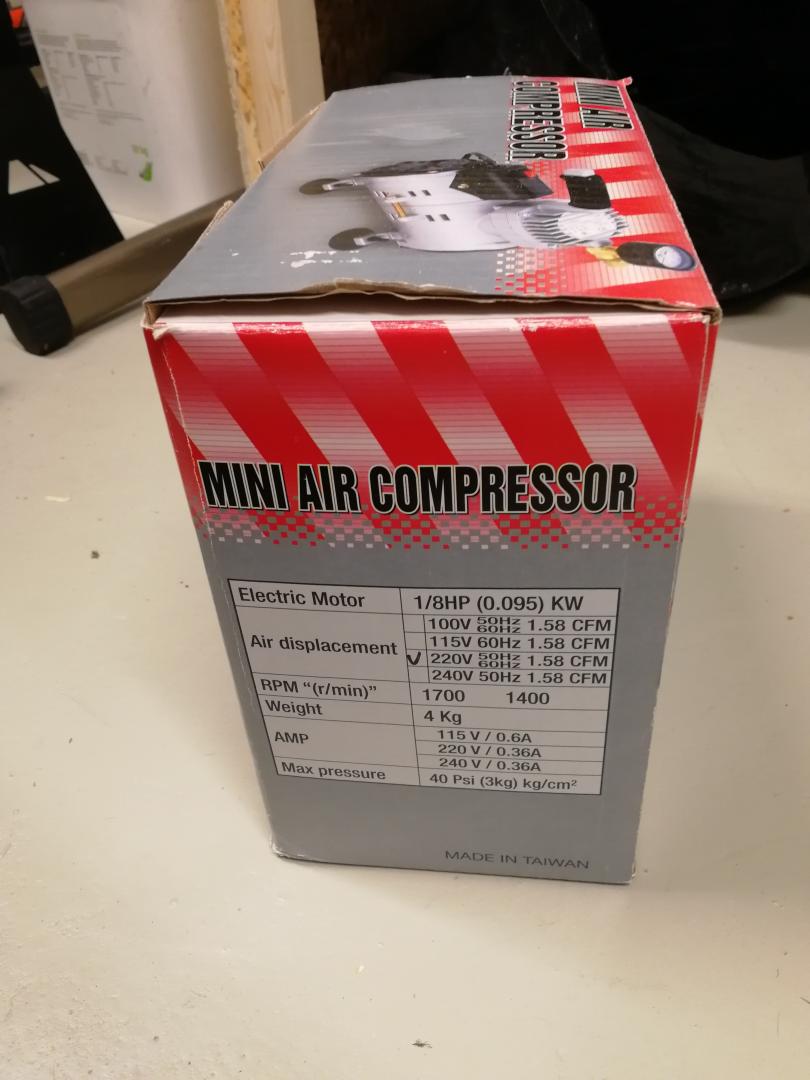 MINI AIR
COMPRESSOR
MINI AIR COMPRESSOR
Electric Motor 1/8HP (0.095) KW
Air displacement 100V 50Hz 60Hz 1.58 CFM
115V 60Hz 1.58 CFM
V 220V 50Hz 60Hz 1.58 CFM
240V 50Hz 1.58 CFM
RPM “(r/min)” 1700 1400
Weight 4 Kg
AMP 115 V / 0.6A
220 V / 0.36A
240 V / 0.36A
Max pressure 40 Psi (3kg) kg/cm²
MADE IN TAIWAN